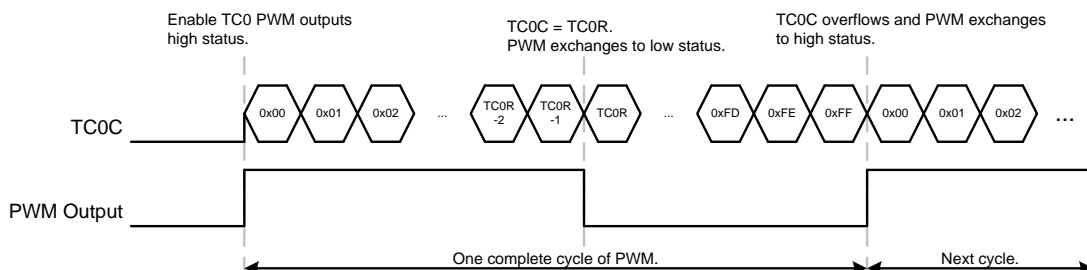 Enable TC0 PWM outputs
high status.
TC0C = TC0R.
PWM exchanges to low status.
TC0C overflows and PWM exchanges
to high status.
TC0C
0x00
0x01
0x02
...
TC0R
-2
TC0R
-1
TC0R
...
0xFD
0xFE
0xFF
0x00
0x01
0x02
...
PWM Output
One complete cycle of PWM.
Next cycle.